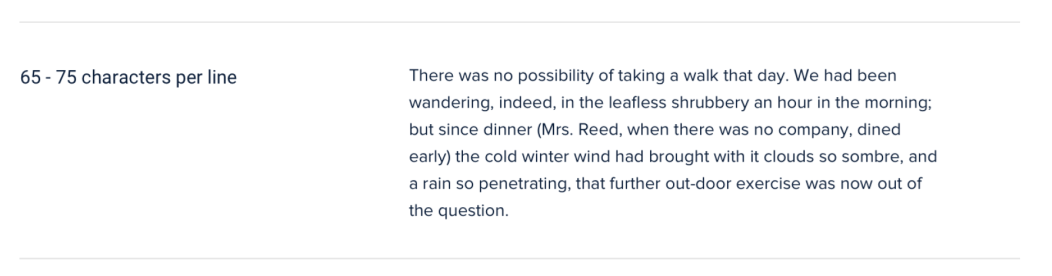 65 - 75 characters per line
There was no possibility of taking a walk that day. We had been
wandering, indeed, in the leafless shrubbery an hour in the morning;
but since dinner (Mrs. Reed, when there was no company, dined
early) the cold winter wind had brought with it clouds so sombre, and
a rain so penetrating, that further out-door exercise was now out of
the question.